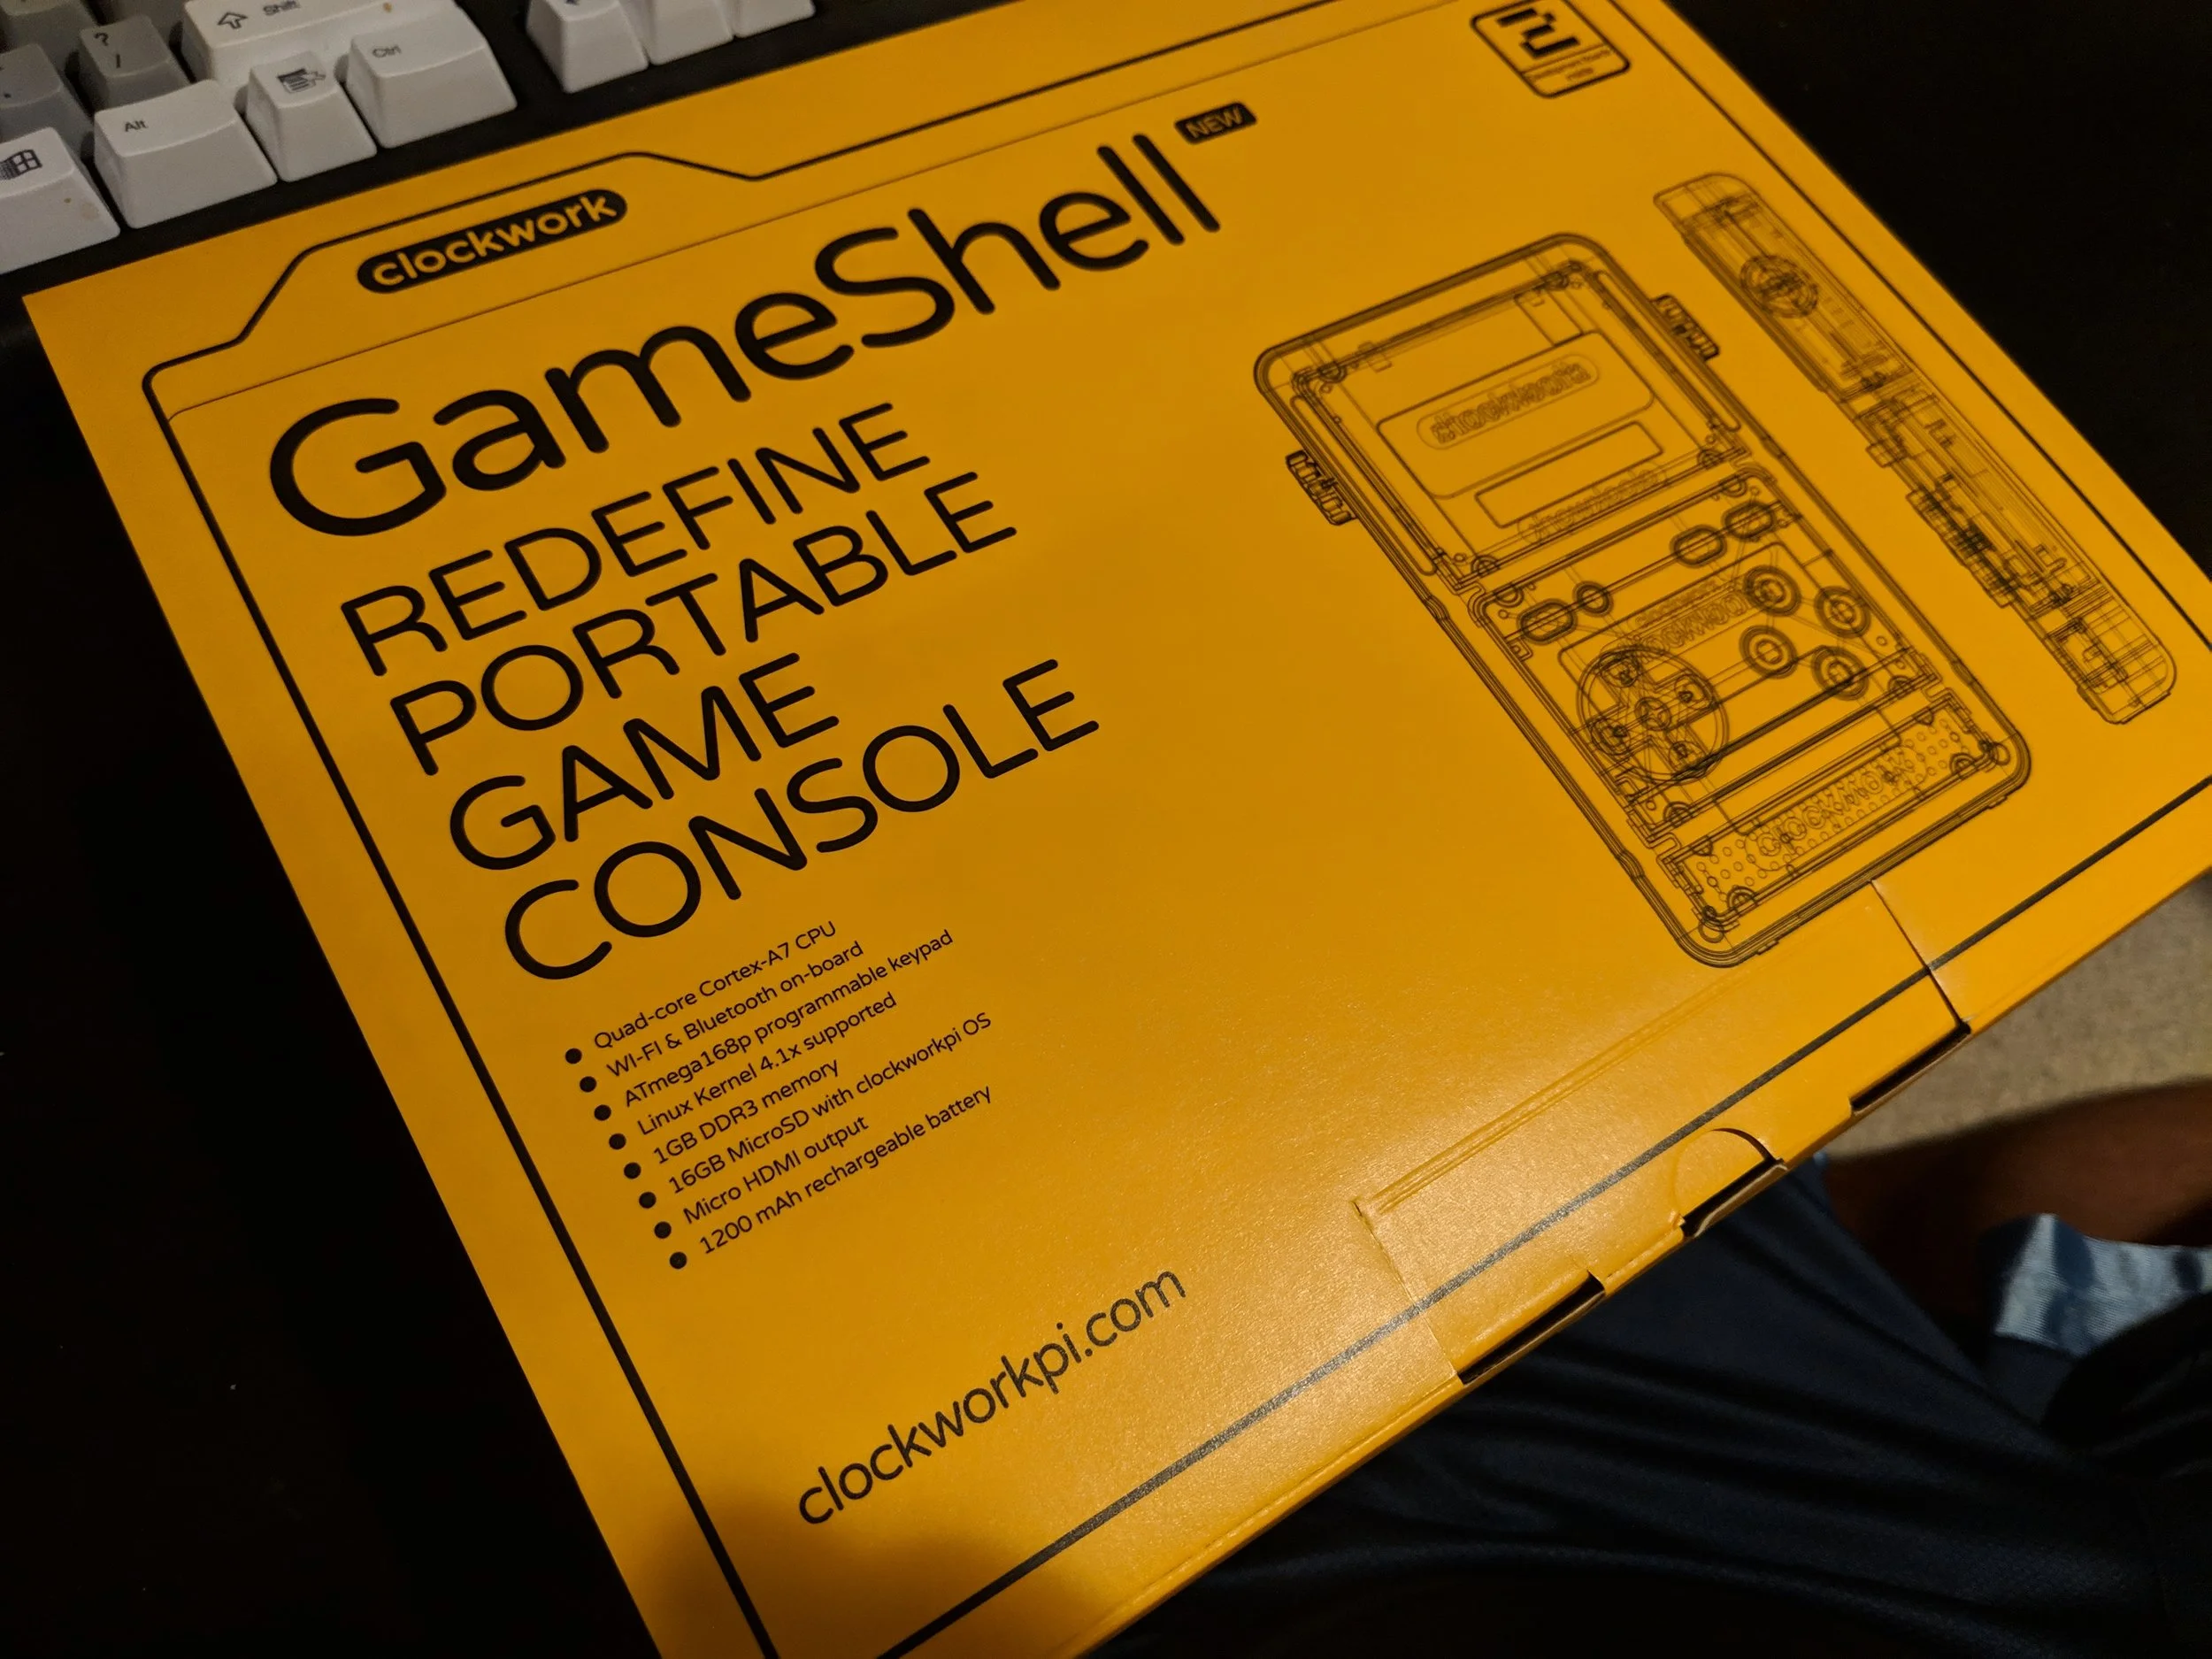 Shift
?
/
Ctrl
Alt
clockwork
GameShell
NEW
REDEFINE
PORTABLE
GAME
CONSOLE
Quad-core Cortex-A7 CPU
WI-FI & Bluetooth on-board
ATmega168p programmable keypad
Linux Kernel 4.1x supported
1GB DDR3 memory
16GB MicroSD with clockworkpi OS
Micro HDMI output
1200 mAh rechargeable battery
clockworkpi.com
clockwork